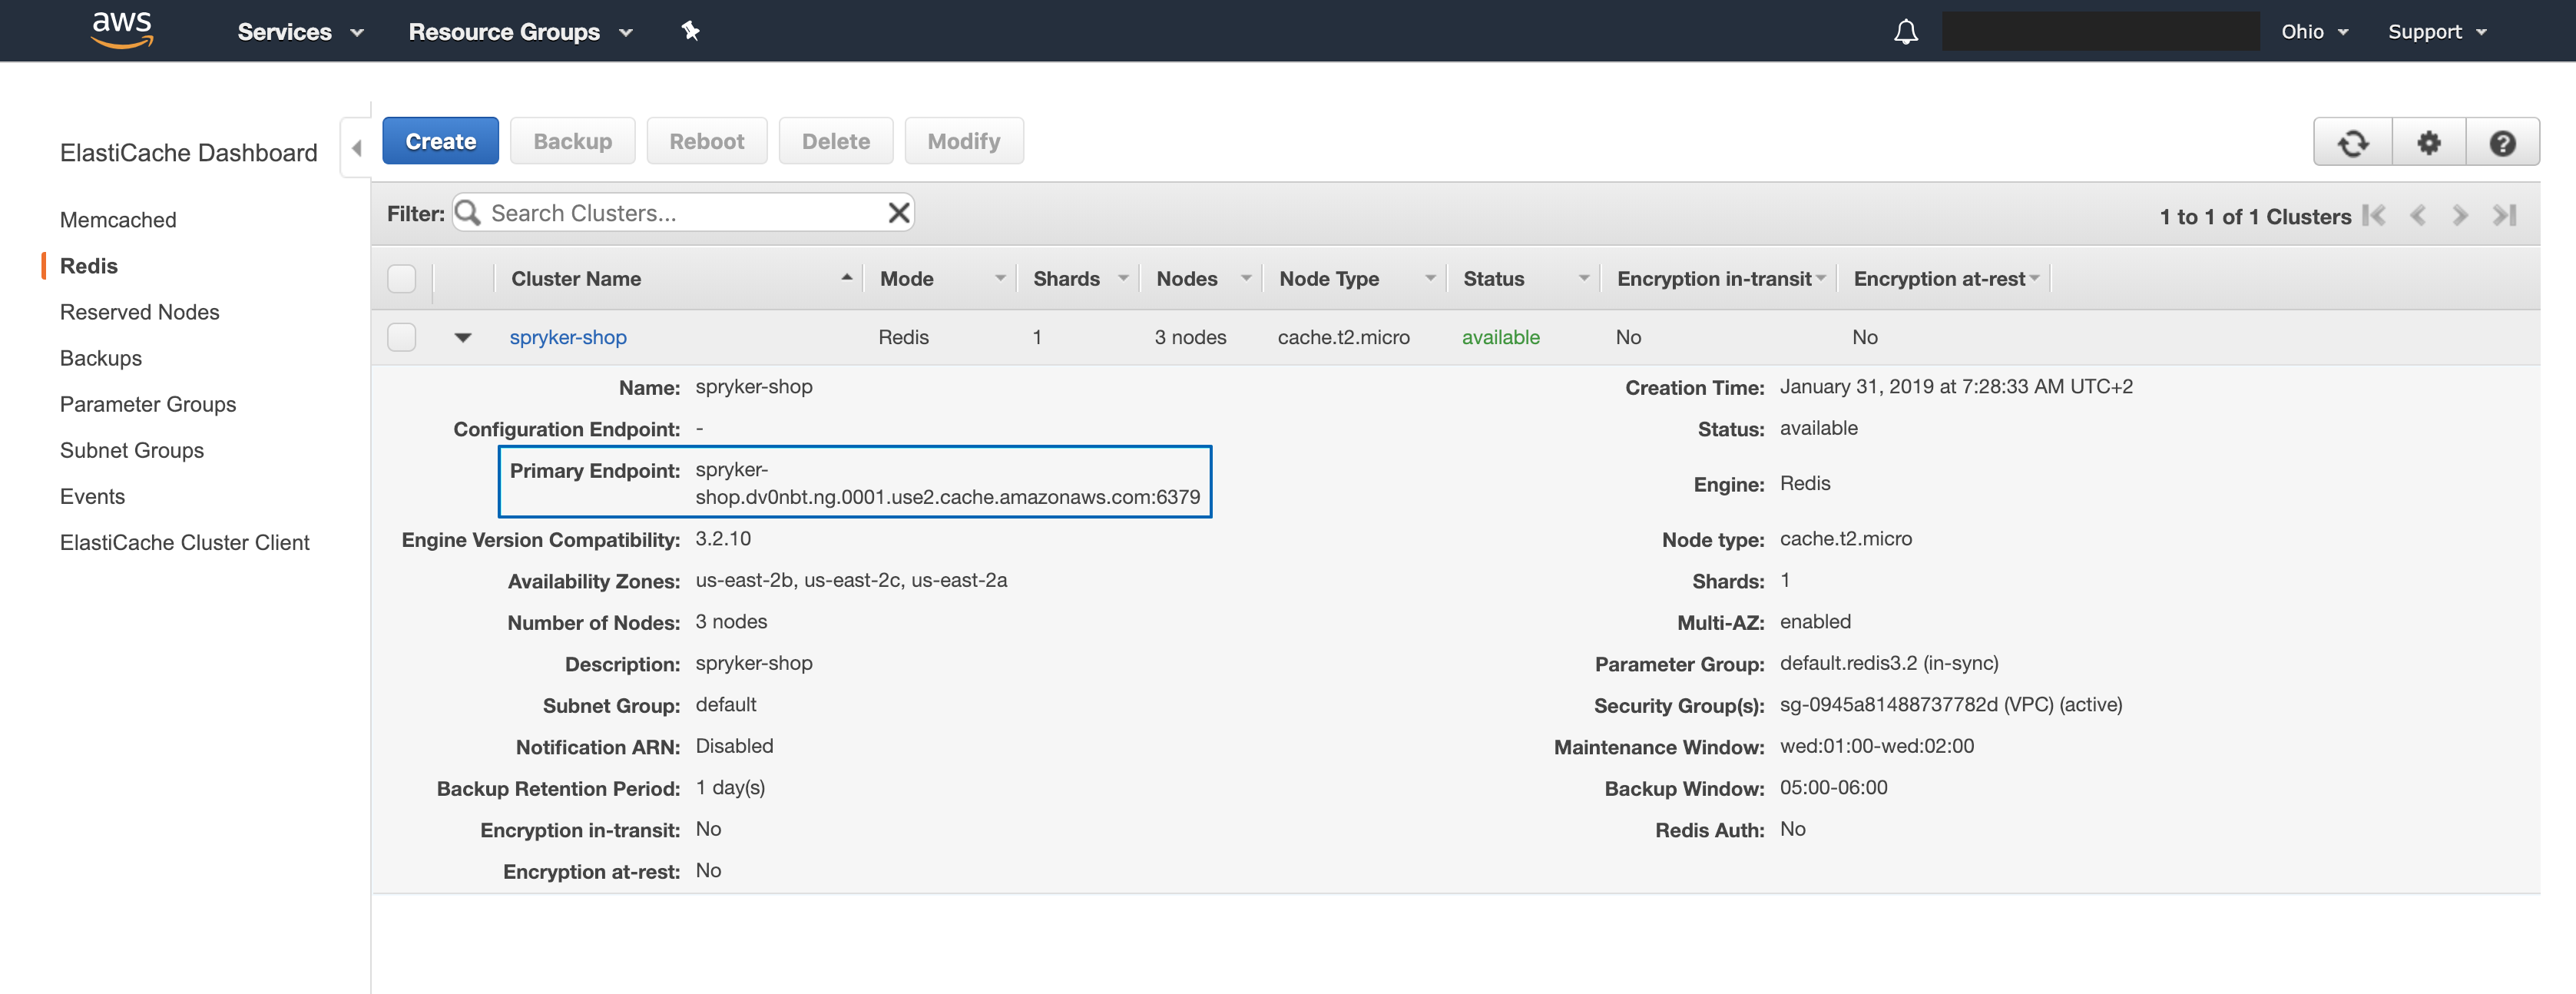 aws Services Resource Groups Ohio Support
ElastiCache Dashboard
Memcached
Redis
Reserved Nodes
Backups
Parameter Groups
Subnet Groups
Events
ElastiCache Cluster Client
Create Backup Reboot Delete Modify
Filter: Search Clusters... 1 to 1 of 1 Clusters
Cluster Name Mode Shards Nodes Node Type Status Encryption in-transit Encryption at-rest
spryker-shop Redis 1 3 nodes cache.t2.micro available No No
Name: spryker-shop
Configuration Endpoint: -
Primary Endpoint: spryker-
shop.dv0nbt.ng.0001.use2.cache.amazonaws.com:6379
Engine Version Compatibility: 3.2.10
Availability Zones: us-east-2b, us-east-2c, us-east-2a
Number of Nodes: 3 nodes
Description: spryker-shop
Subnet Group: default
Notification ARN: Disabled
Backup Retention Period: 1 day(s)
Encryption in-transit: No
Encryption at-rest: No
Creation Time: January 31, 2019 at 7:28:33 AM UTC+2
Status: available
Engine: Redis
Node type: cache.t2.micro
Shards: 1
Multi-AZ: enabled
Parameter Group: default.redis3.2 (in-sync)
Security Group(s): sg-0945a81488737782d (VPC) (active)
Maintenance Window: wed:01:00-wed:02:00
Backup Window: 05:00-06:00
Redis Auth: No